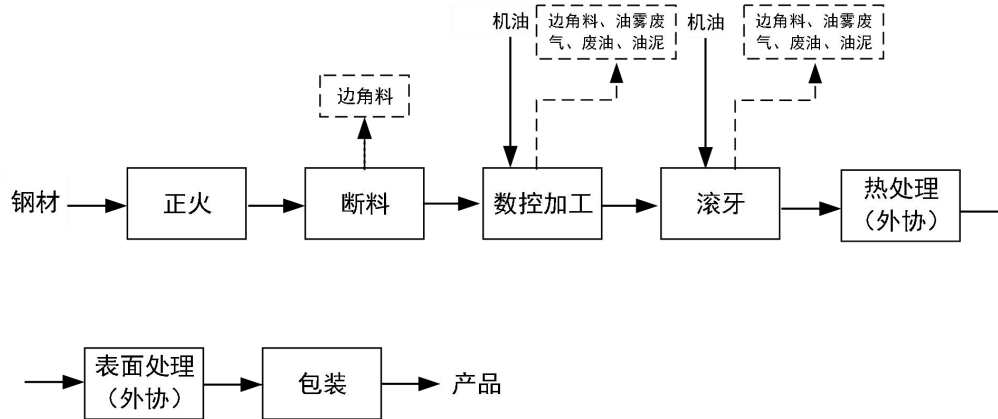 机油
边角料、油雾废
气、废油、油泥
机油
边角料、油雾废
气、废油、油泥
边角料
钢材
正火
断料
数控加工
滚牙
热处理
（外协）
表面处理
（外协）
包装
产品